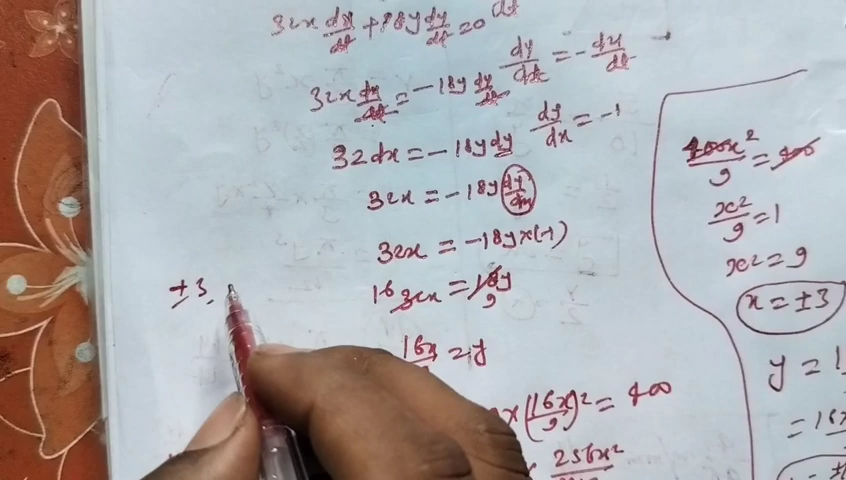 32x dx/dt + 18y dy/dt = 0
dy/dt = - dx/dt
32x dx/dt = -18y dy/dt
dy/dx = -1
32 dx = -18y dy
32x = -18y dy/dx
32x = -18y x(-1)
16 32x = 18y 9
16x = y
x(16x/9)² = 400
256x²
±3,
400x²/9 = 400
x²/9 = 1
x² = 9
x = ±3
y = 1
= 16x